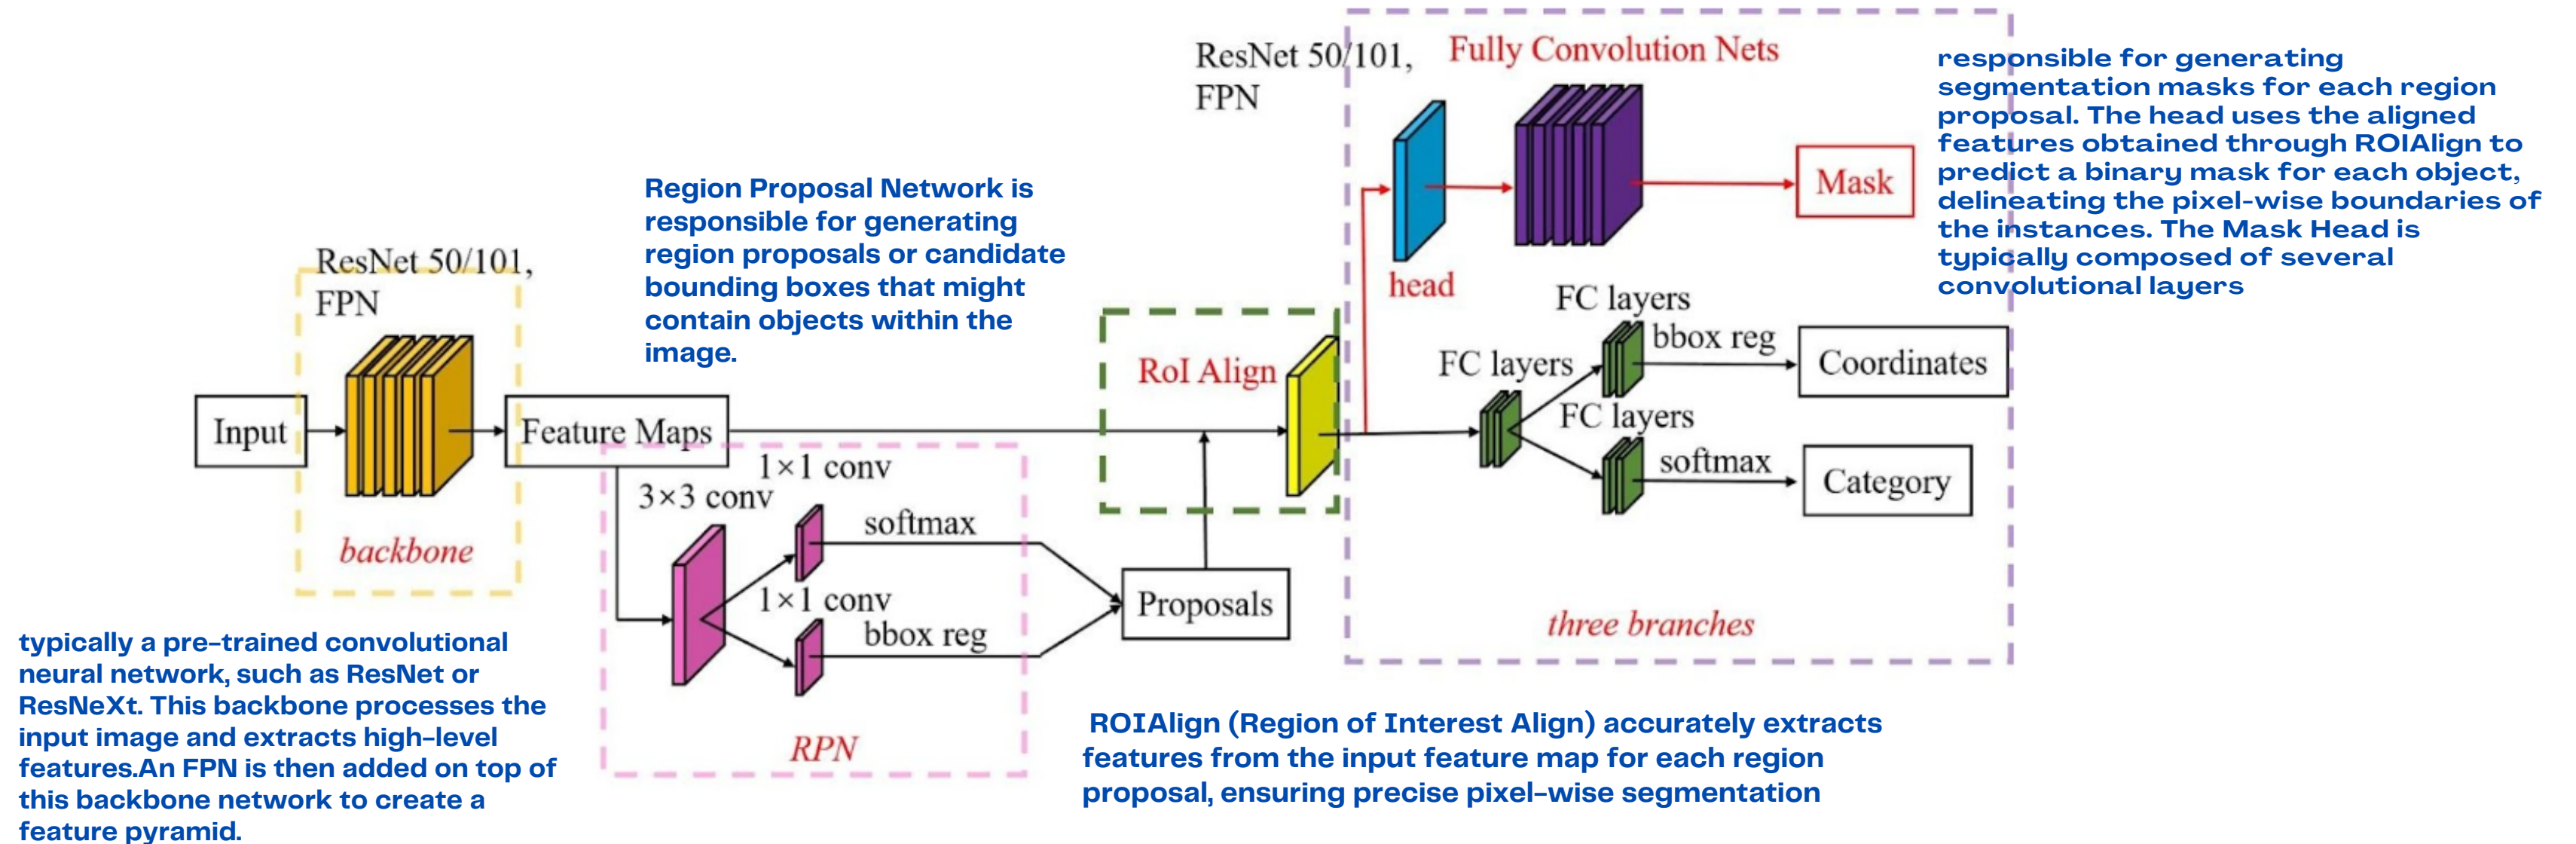 ResNet 50/101,
FPN
Input
Feature Maps
backbone
typically a pre-trained convolutional
neural network, such as ResNet or
ResNeXt. This backbone processes the
input image and extracts high-level
features.An FPN is then added on top of
this backbone network to create a
feature pyramid.
Region Proposal Network is
responsible for generating
region proposals or candidate
bounding boxes that might
contain objects within the
image.
1×1 conv
3×3 conv
softmax
1×1 conv
bbox reg
RPN
Proposals
RoI Align
ROIAlign (Region of Interest Align) accurately extracts
features from the input feature map for each region
proposal, ensuring precise pixel-wise segmentation
ResNet 50/101,
FPN
Fully Convolution Nets
head
Mask
FC layers
bbox reg
FC layers
Coordinates
FC layers
softmax
Category
three branches
responsible for generating
segmentation masks for each region
proposal. The head uses the aligned
features obtained through ROIAlign to
predict a binary mask for each object,
delineating the pixel-wise boundaries of
the instances. The Mask Head is
typically composed of several
convolutional layers